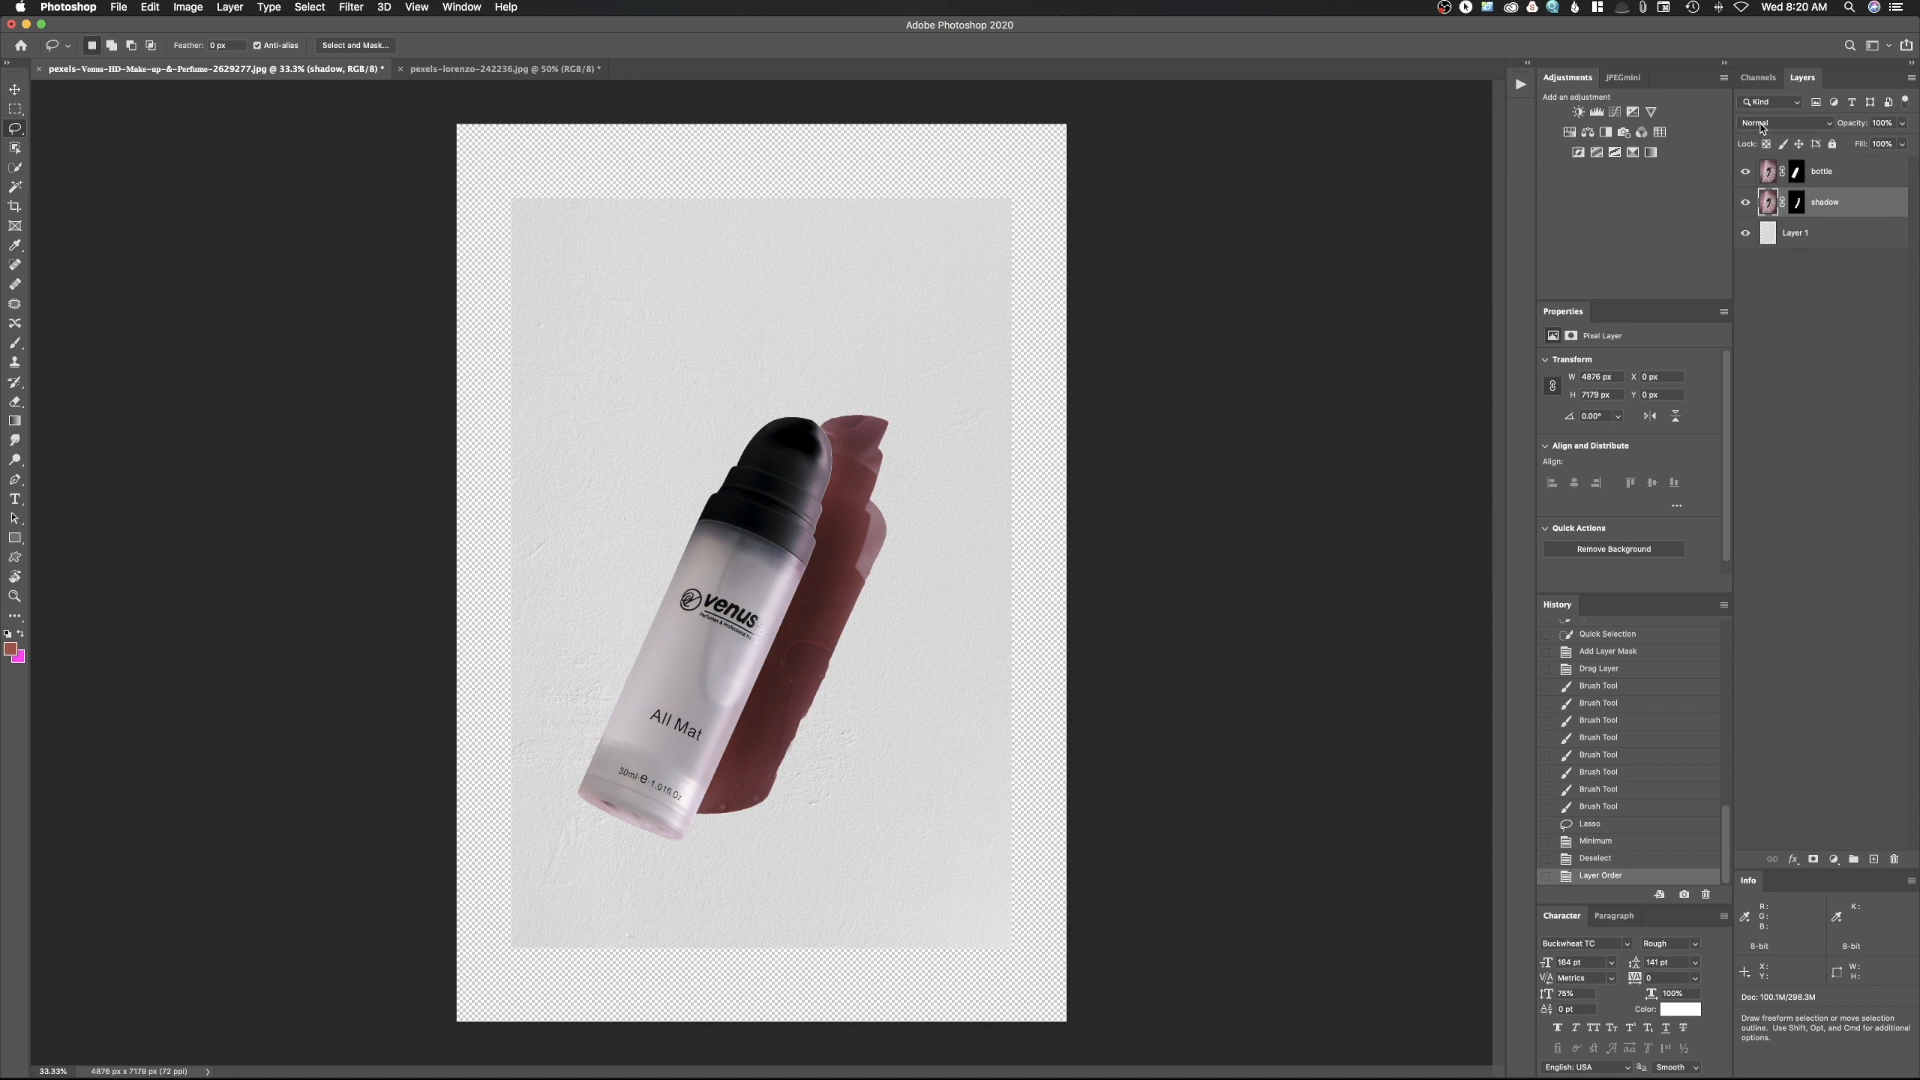 Photoshop File Edit Image Layer Type Select Filter 3D View Window Help
Wed 8:20 AM
Adobe Photoshop 2020
Feather: 0 px Anti-alias Select and Mask...
pexels-Venus-HD-Make-up-&-Perfume-2629277.jpg @ 33.3% (shadow, RGB/8) *
pexels-lorenzo-242236.jpg @ 50% (RGB/8) *
Adjustments JPEGmini
Add an adjustment
Channels Layers
Kind
Normal Opacity: 100%
Lock: Fill: 100%
bottle
shadow
Layer 1
Properties
Pixel Layer
Transform
W 4876 px X 0 px
H 7179 px Y 0 px
0.00°
Align and Distribute
Align:
Quick Actions
Remove Background
History
Quick Selection
Add Layer Mask
Drag Layer
Brush Tool
Brush Tool
Brush Tool
Brush Tool
Brush Tool
Brush Tool
Brush Tool
Brush Tool
Lasso
Minimum
Deselect
Layer Order
Character Paragraph
Buckwheat TC Rough
164 pt 141 pt
Metrics 0
75% 100%
0 pt Color:
English: USA Smooth
Info
R:
G:
B:
K:
8-bit 8-bit
X:
Y:
W:
H:
Doc: 100.1M/298.3M
Draw freeform selection or move selection
outline. Use Shift, Opt, and Cmd for additional
options.
venus
All Mat
30ml e 1.01fl.Oz
33.33% 4876 px x 7179 px (72 ppi)